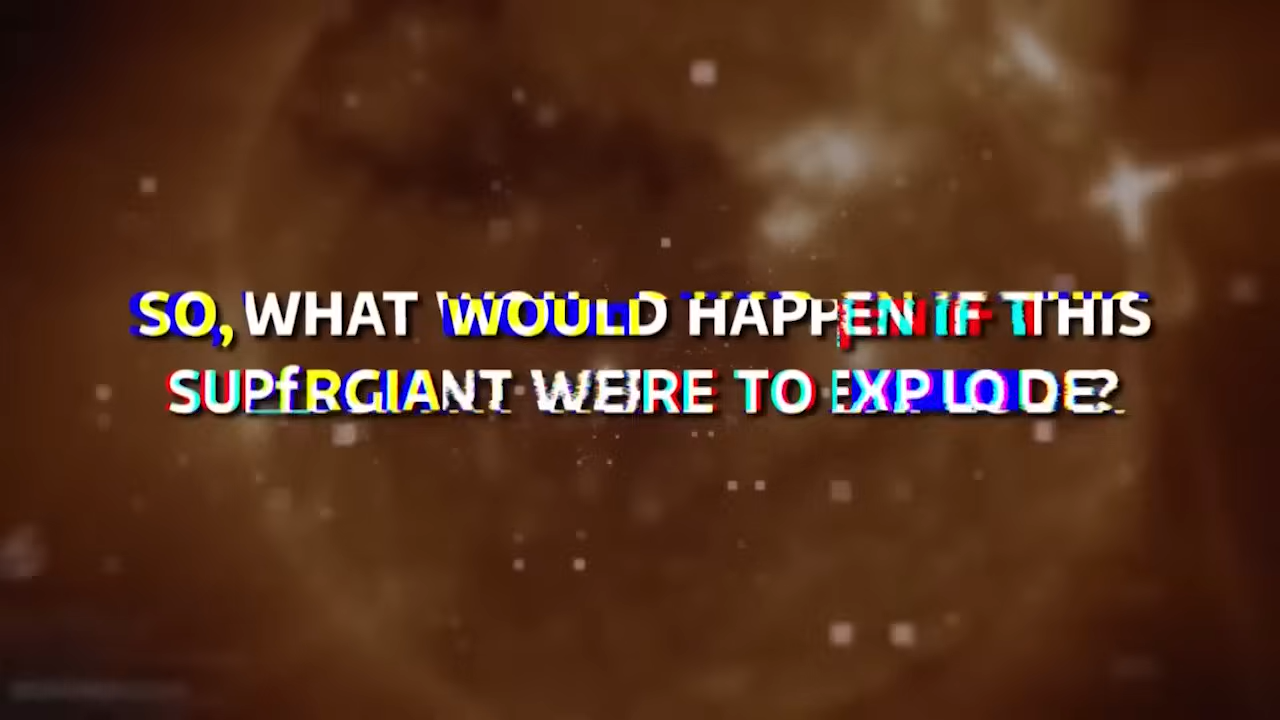 SO, WHAT WOULD HAPPEN IF THIS
SUPERGIANT WERE TO EXPLODE?